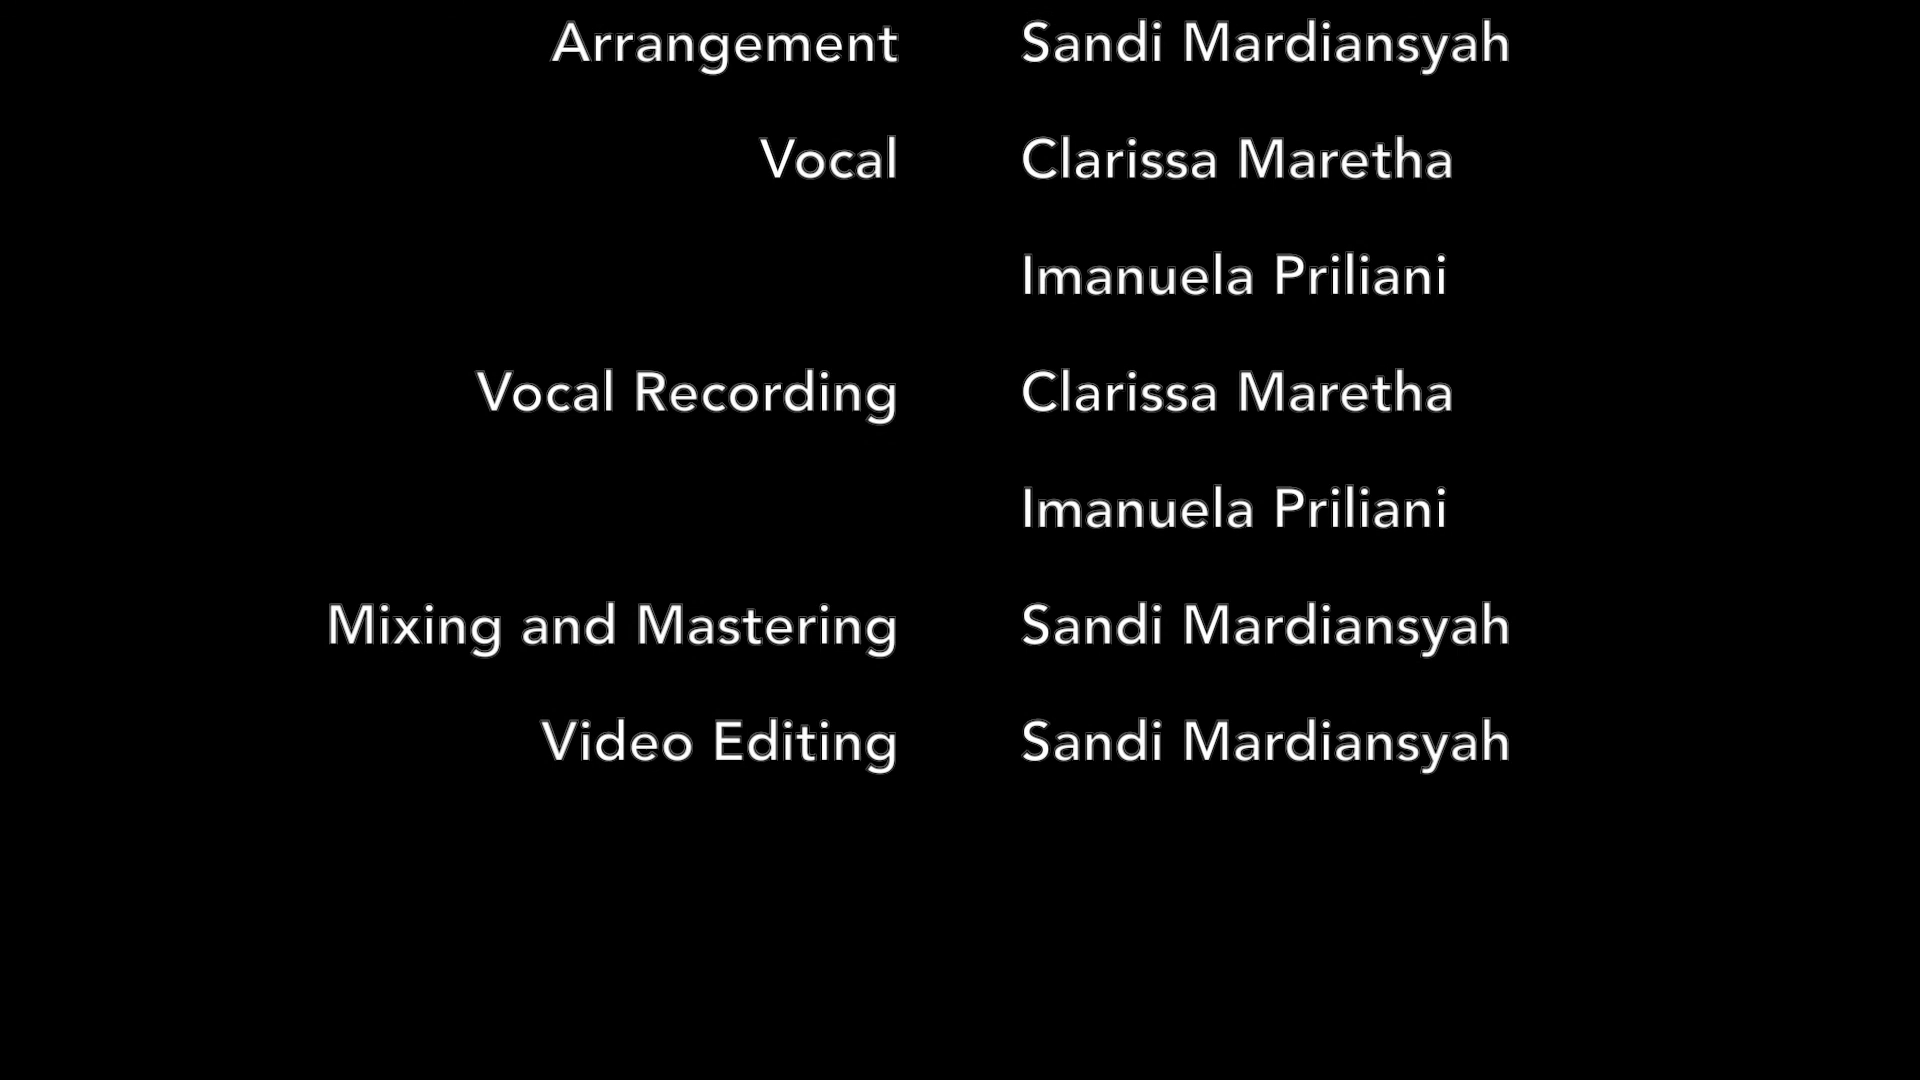 Arrangement Sandi Mardiansyah
Vocal Clarissa Maretha
Imanuela Priliani
Vocal Recording Clarissa Maretha
Imanuela Priliani
Mixing and Mastering Sandi Mardiansyah
Video Editing Sandi Mardiansyah